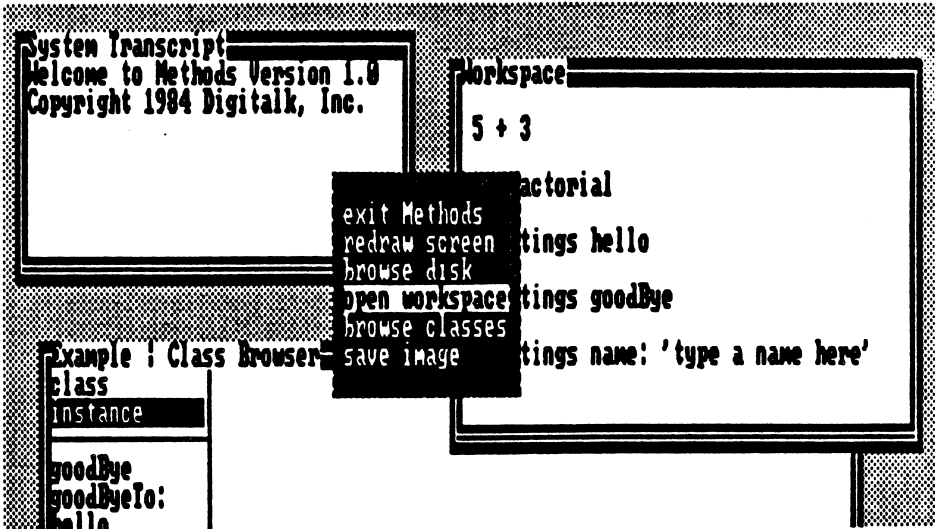 System Transcript
Welcome to Methods Version 1.0
Copyright 1984 Digitalk, Inc.
Workspace
5 + 3
actorial
tings hello
tings goodBye
tings name: 'type a name here'
exit Methods
redraw screen
browse disk
open workspace
browse classes
save image
Example : Class Browser
class
instance
goodBye
goodByeTo:
hello